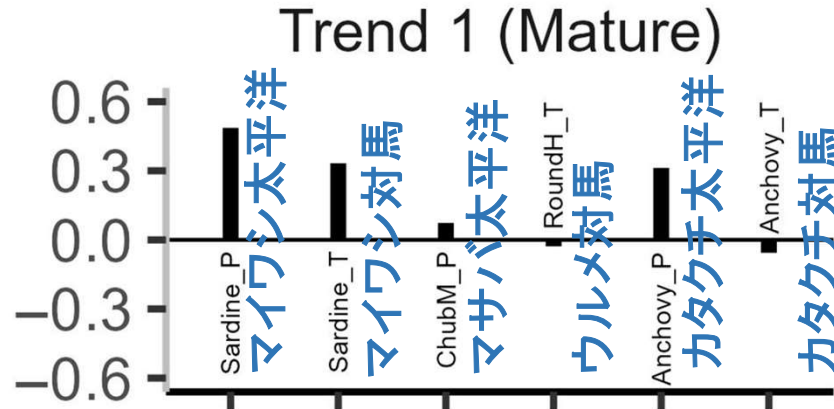 Trend 1 (Mature)
0.6
0.3
0.0
−0.3
−0.6
Sardine_P
マイワシ太平洋
Sardine_T
マイワシ対馬
ChubM_P
マサバ太平洋
RoundH_T
ウルメ対馬
Anchovy_P
カタクチ太平洋
Anchovy_T
カタクチ対馬